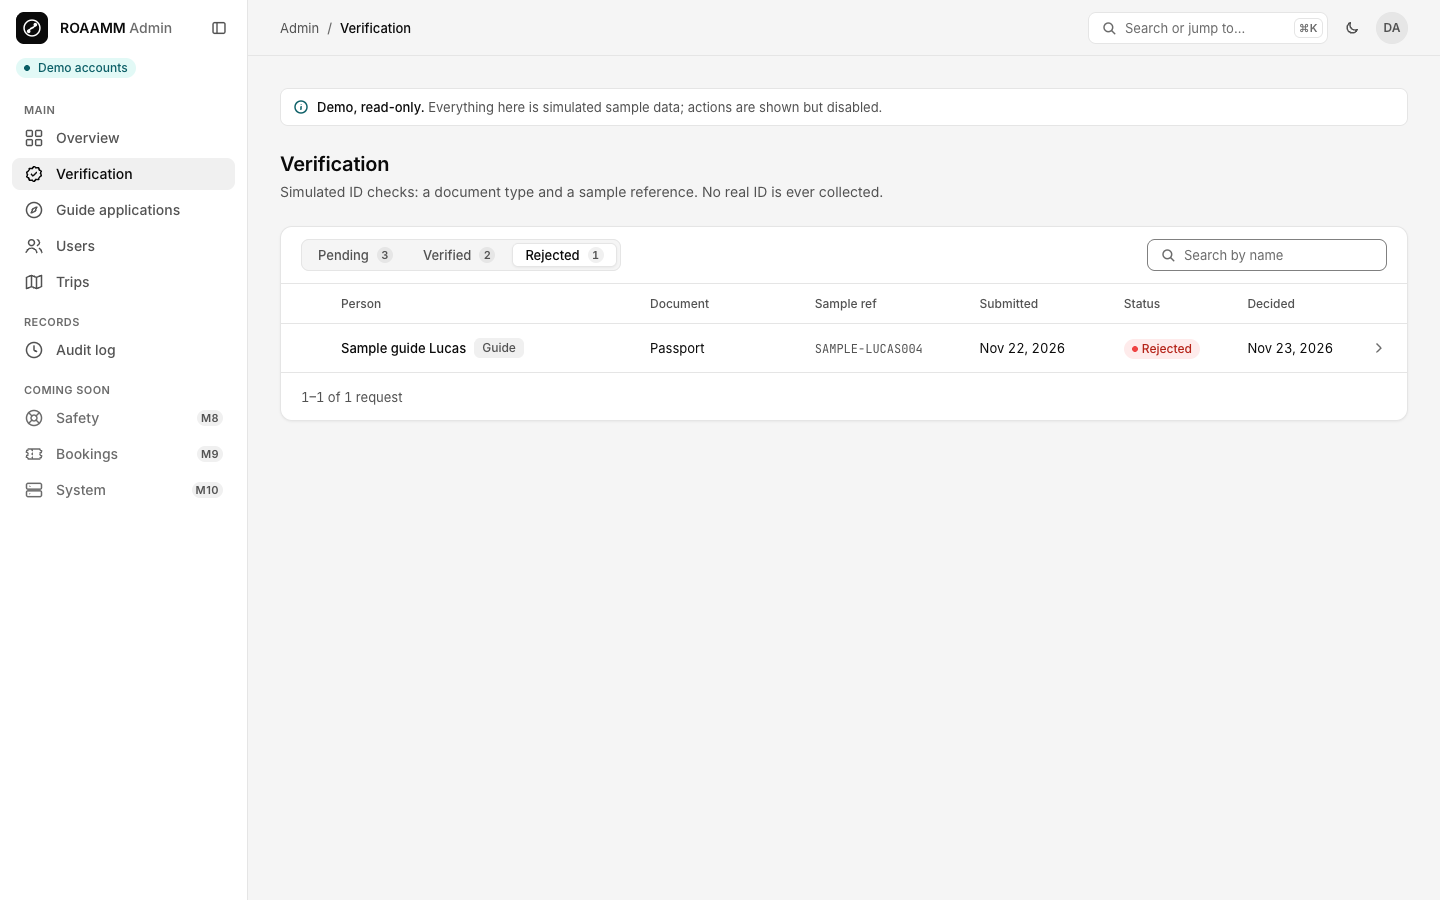 ROAAMM Admin
Demo accounts
MAIN
Overview
Verification
Guide applications
Users
Trips
RECORDS
Audit log
COMING SOON
Safety M8
Bookings M9
System M10
Admin / Verification
Search or jump to... ⌘K
DA
Demo, read-only. Everything here is simulated sample data; actions are shown but disabled.
Verification
Simulated ID checks: a document type and a sample reference. No real ID is ever collected.
Pending 3 Verified 2 Rejected 1
Search by name
Person Document Sample ref Submitted Status Decided
Sample guide Lucas Guide Passport SAMPLE-LUCAS004 Nov 22, 2026 Rejected Nov 23, 2026
1–1 of 1 request